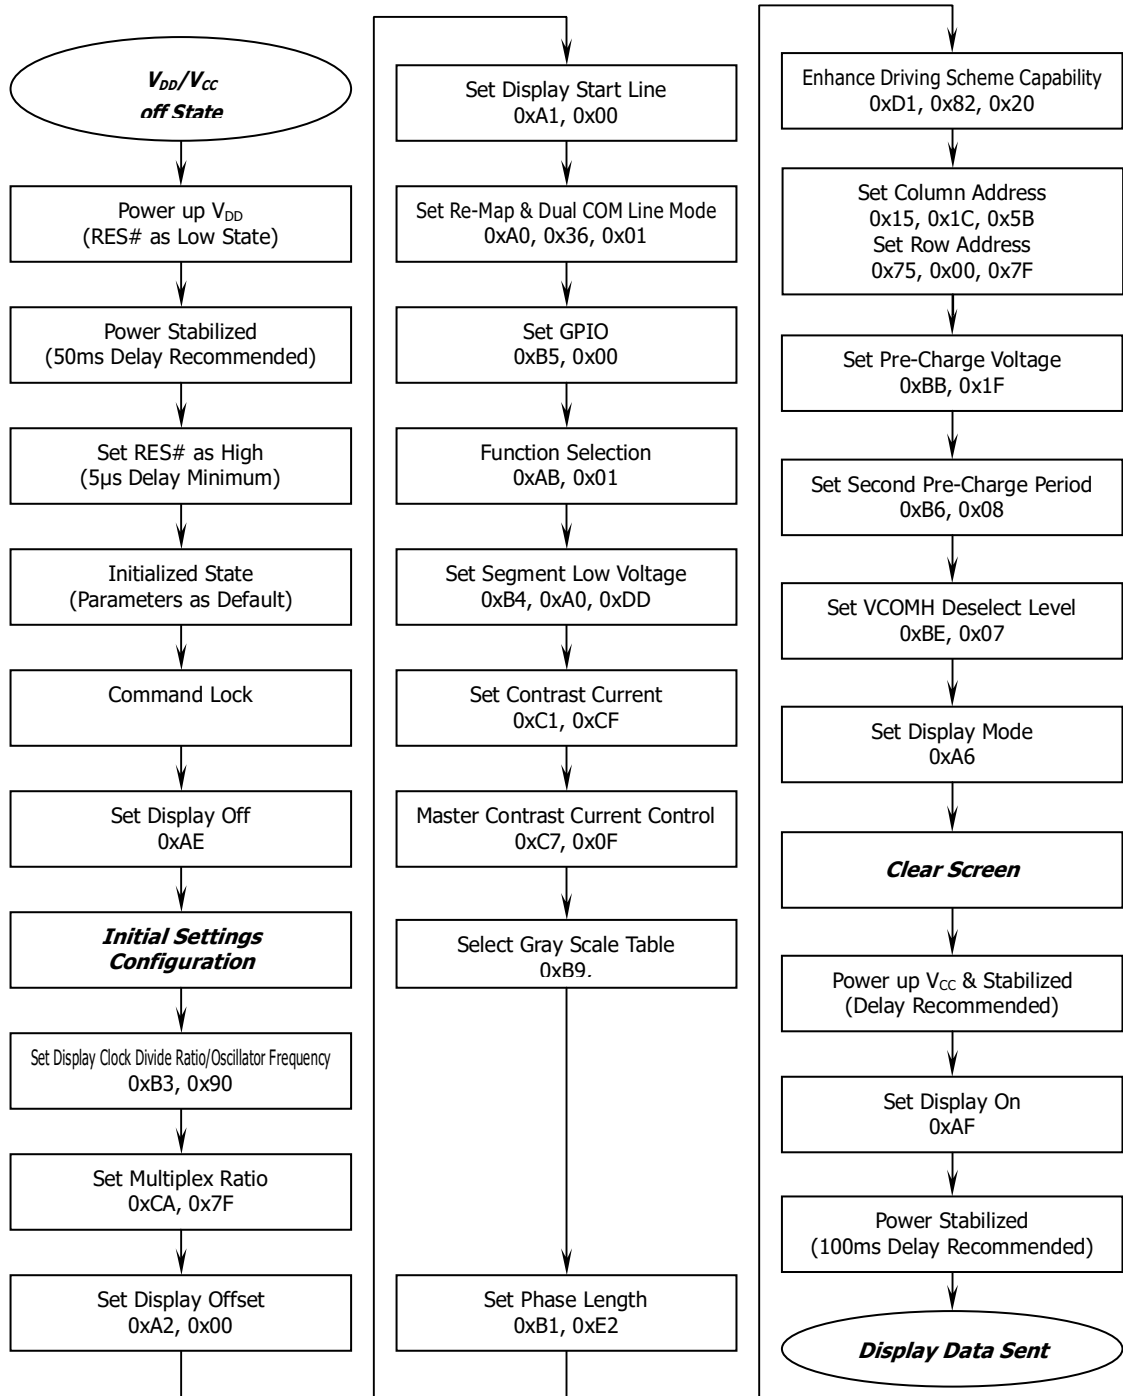 V_DD/V_CC
off State
Power up V_DD
(RES# as Low State)
Power Stabilized
(50ms Delay Recommended)
Set RES# as High
(5μs Delay Minimum)
Initialized State
(Parameters as Default)
Command Lock
Set Display Off
0xAE
Initial Settings
Configuration
Set Display Clock Divide Ratio/Oscillator Frequency
0xB3, 0x90
Set Multiplex Ratio
0xCA, 0x7F
Set Display Offset
0xA2, 0x00
Set Display Start Line
0xA1, 0x00
Set Re-Map & Dual COM Line Mode
0xA0, 0x36, 0x01
Set GPIO
0xB5, 0x00
Function Selection
0xAB, 0x01
Set Segment Low Voltage
0xB4, 0xA0, 0xDD
Set Contrast Current
0xC1, 0xCF
Master Contrast Current Control
0xC7, 0x0F
Select Gray Scale Table
0xB9,
Set Phase Length
0xB1, 0xE2
Enhance Driving Scheme Capability
0xD1, 0x82, 0x20
Set Column Address
0x15, 0x1C, 0x5B
Set Row Address
0x75, 0x00, 0x7F
Set Pre-Charge Voltage
0xBB, 0x1F
Set Second Pre-Charge Period
0xB6, 0x08
Set VCOMH Deselect Level
0xBE, 0x07
Set Display Mode
0xA6
Clear Screen
Power up V_CC & Stabilized
(Delay Recommended)
Set Display On
0xAF
Power Stabilized
(100ms Delay Recommended)
Display Data Sent